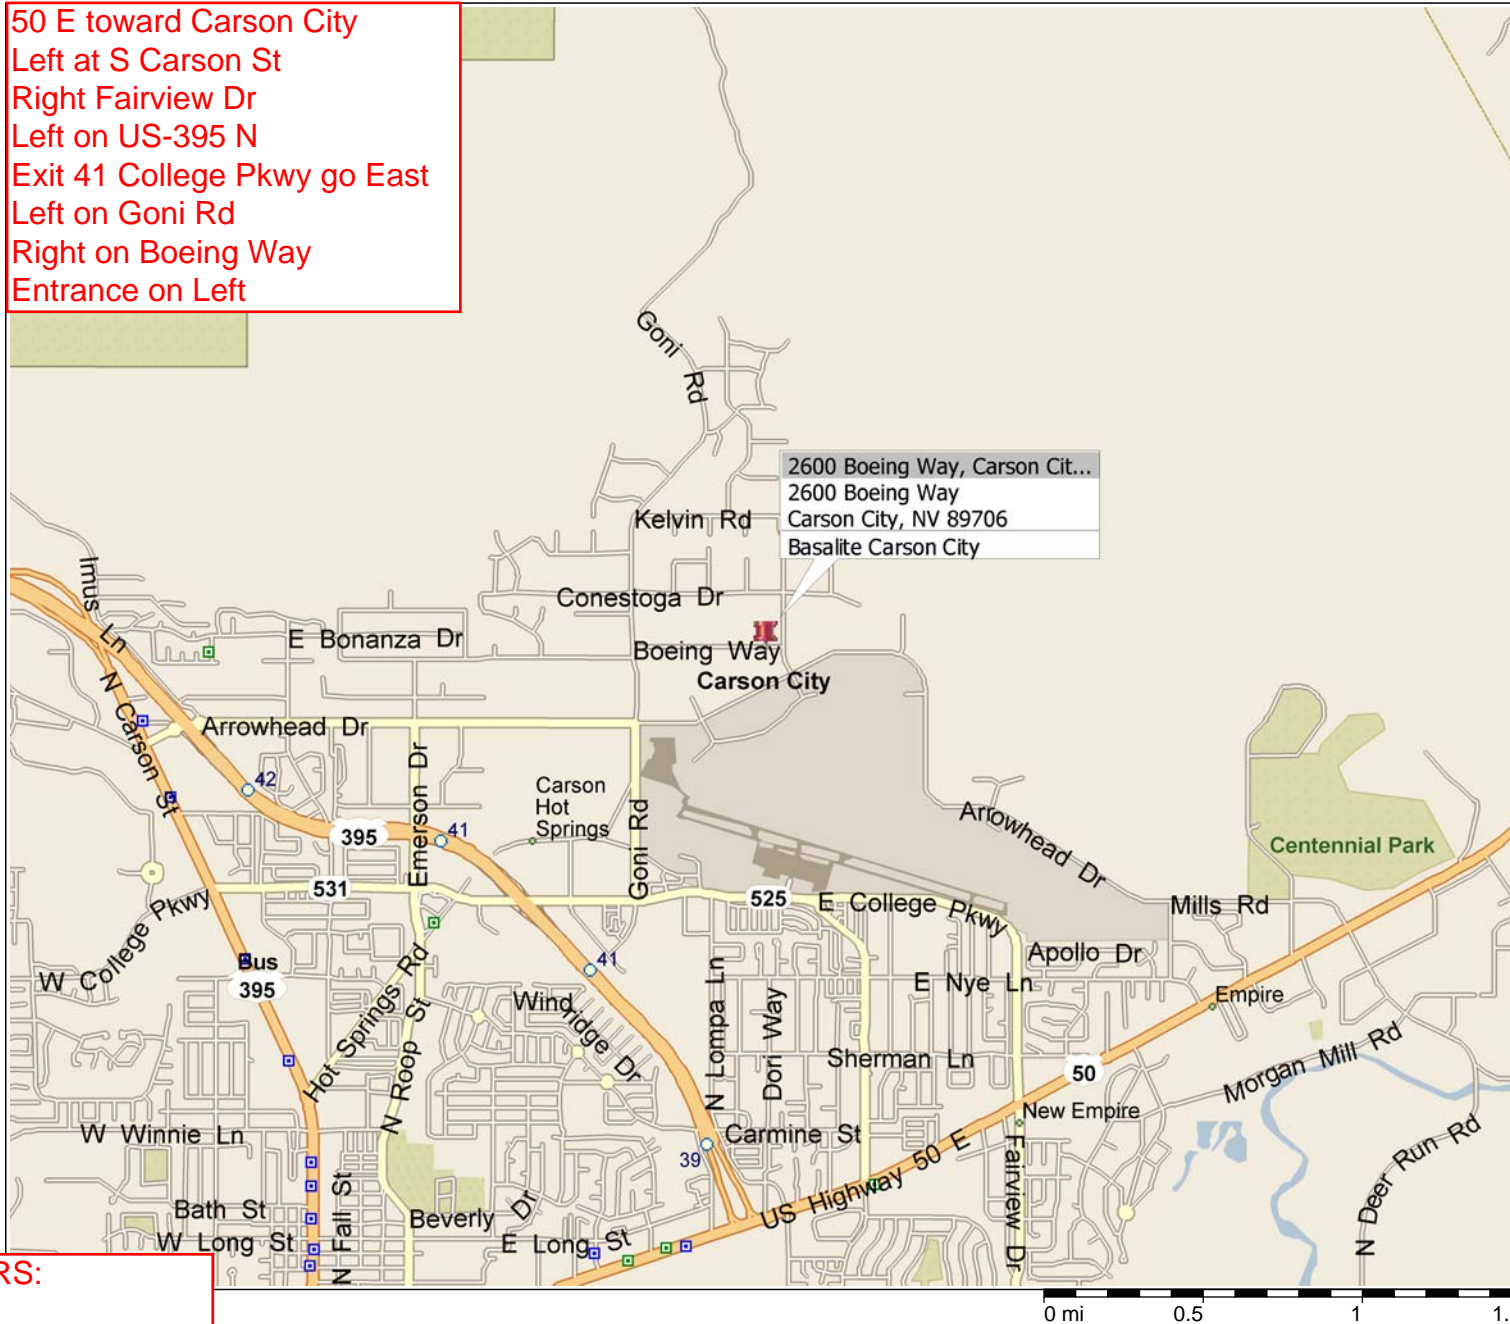 50 E toward Carson City
Left at S Carson St
Right Fairview Dr
Left on US-395 N
Exit 41 College Pkwy go East
Left on Goni Rd
Right on Boeing Way
Entrance on Left
Goni Rd
2600 Boeing Way, Carson Cit...
2600 Boeing Way
Carson City, NV 89706
Basalite Carson City
Kelvin Rd
Imus Ln
Conestoga Dr
E Bonanza Dr
Boeing Way
Carson City
N Carson St
Arrowhead Dr
42
Emerson Dr
395
41
Carson
Hot
Springs
Goni Rd
Arrowhead Dr
Centennial Park
531
525
E College Pkwy
Mills Rd
W College Pkwy
Bus
395
Hot Springs Rd
N Roop St
41
Windridge Dr
N Lompa Ln
Dori Way
E Nye Ln
Apollo Dr
Empire
Sherman Ln
50
Morgan Mill Rd
New Empire
W Winnie Ln
Carmine St
39
US Highway 50 E
Fairview Dr
N Deer Run Rd
Bath St
W Long St
N Fall St
Beverly Dr
E Long St
RS:
0 mi 0.5 1 1.